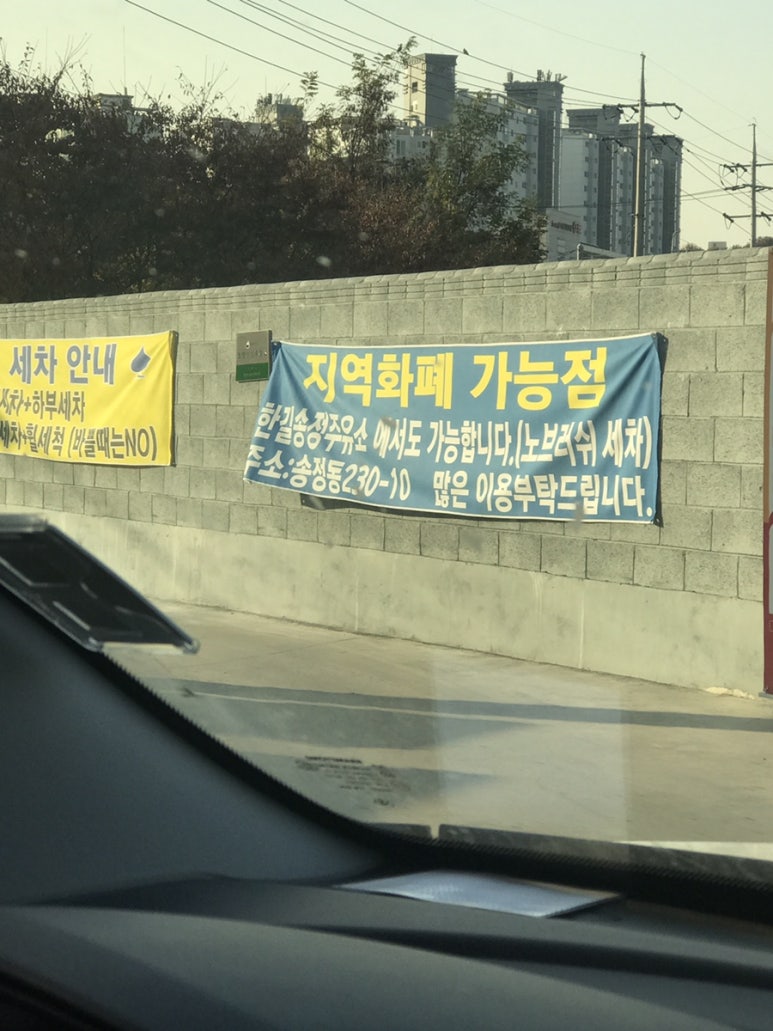 세차 안내
세차+하부세차
세차+휠세척 (바쁠때는NO)
지역화폐 가능점
한길송정주유소 에서도 가능합니다.(노브러쉬 세차)
주소:송정동230-10 많은 이용부탁드립니다.